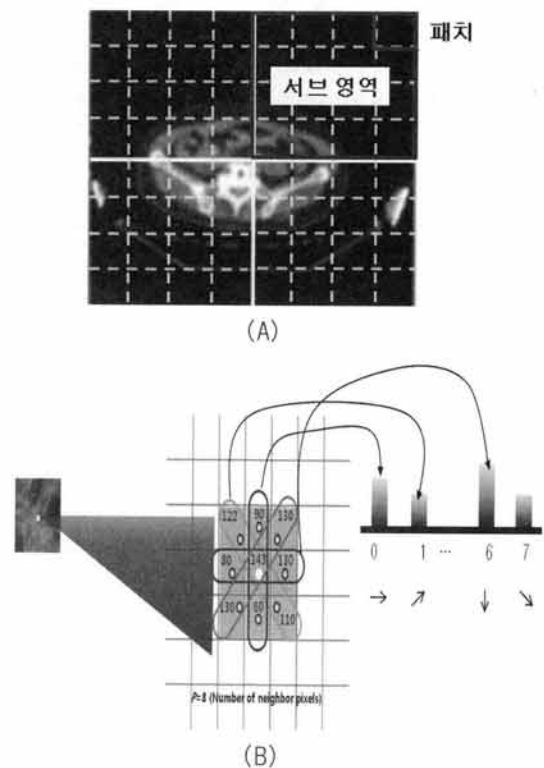 패치
서브 영역
(A)
122 90 130
80 143 130
130 60 110
0 1 … 6 7
→ ↗ ↓ ↘
P=8 (Number of neighbor pixels)
(B)